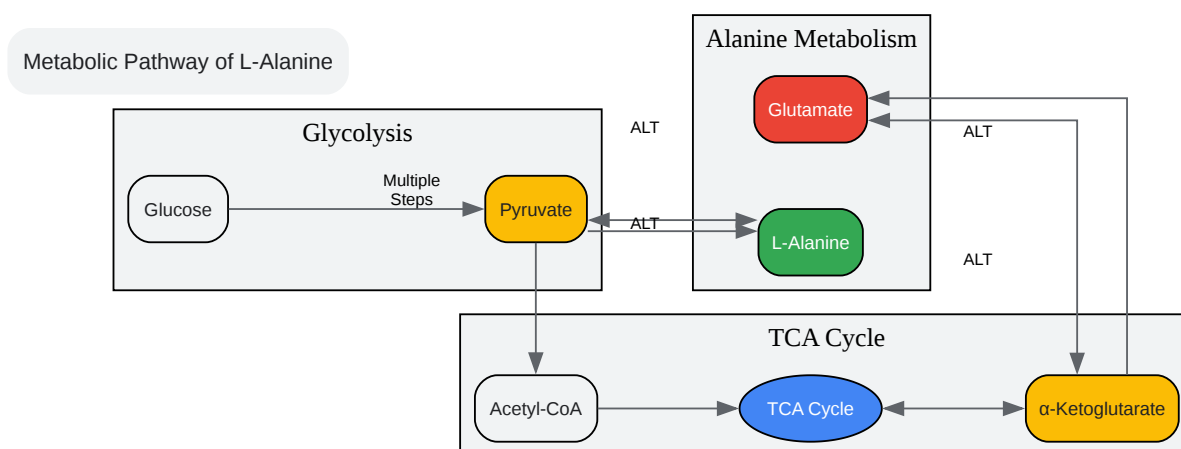 Metabolic Pathway of L-Alanine
Alanine Metabolism
Glutamate
ALT
ALT
Glycolysis
Multiple
Steps
Glucose
Pyruvate
ALT
L-Alanine
ALT
TCA Cycle
Acetyl-CoA
TCA Cycle
α-Ketoglutarate